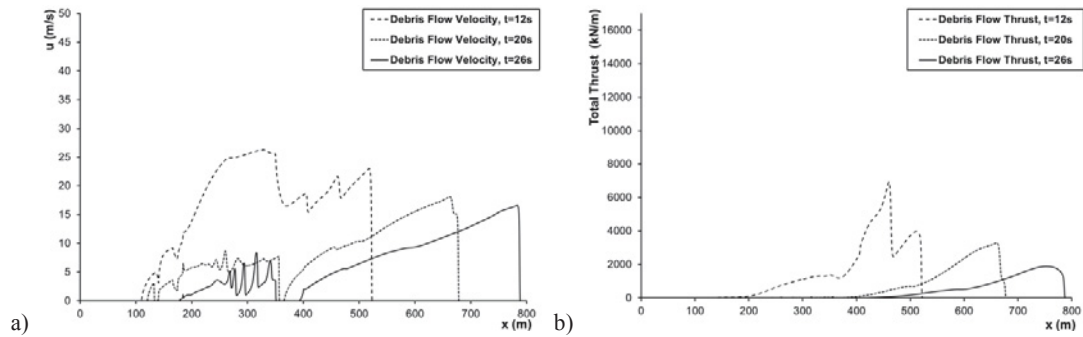 50
45
40
35
30
25
20
15
10
5
0
u (m/s)
Debris Flow Velocity, t=12s
Debris Flow Velocity, t=20s
Debris Flow Velocity, t=26s
0 100 200 300 400 500 600 700 800
x (m)
a)
16000
14000
12000
10000
8000
6000
4000
2000
0
Total Thrust (kN/m)
Debris Flow Thrust, t=12s
Debris Flow Thrust, t=20s
Debris Flow Thrust, t=26s
0 100 200 300 400 500 600 700 800
x (m)
b)